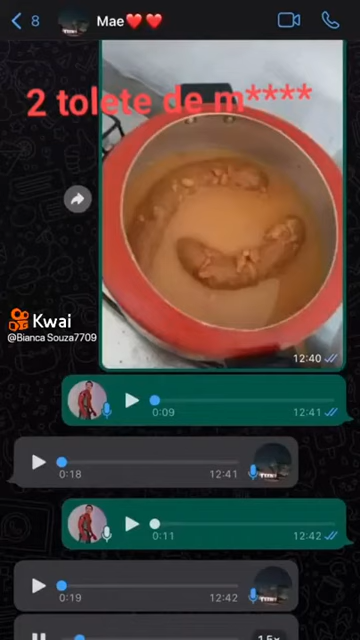 8 Mae❤️❤️
2 tolete de m****
Kwai
@Bianca Souza7709
12:40
0:09 12:41
0:18 12:41
0:11 12:42
0:19 12:42
1.5×